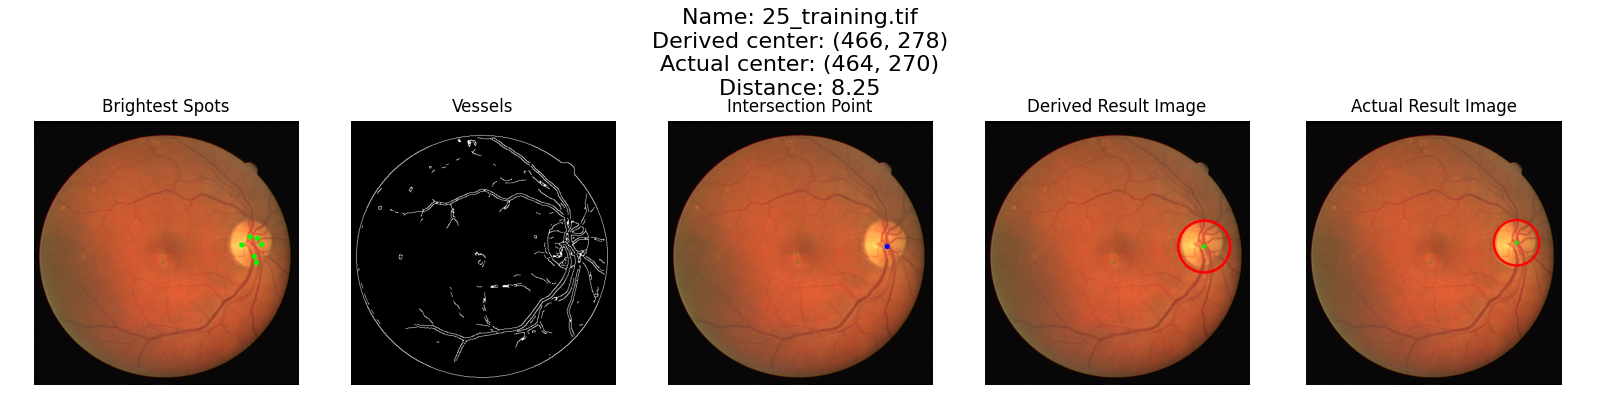 Name: 25_training.tif
Derived center: (466, 278)
Actual center: (464, 270)
Distance: 8.25
Brightest Spots
Vessels
Intersection Point
Derived Result Image
Actual Result Image